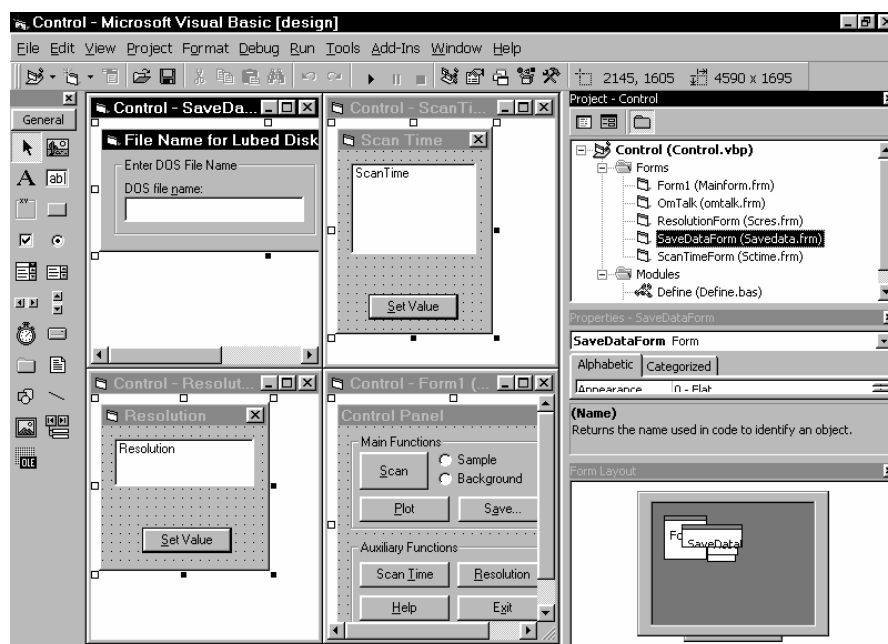 Control - Microsoft Visual Basic [design]
File Edit View Project Format Debug Run Tools Add-Ins Window Help
2145, 1605 4590 x 1695
General
A ab|
XY
OLE
Control - SaveDa...
File Name for Lubed Disk
Enter DOS File Name
DOS file name:
Control - ScanTi...
Scan Time
ScanTime
Set Value
Control - Resolut...
Resolution
Resolution
Set Value
Control - Form1 (...
Control Panel
Main Functions
Scan
Sample
Background
Plot Save...
Auxiliary Functions
Scan Time Resolution
Help Exit
Project - Control
Control (Control.vbp)
Forms
Form1 (Mainform.frm)
OmTalk (omtalk.frm)
ResolutionForm (Scres.frm)
SaveDataForm (Savedata.frm)
ScanTimeForm (Sctime.frm)
Modules
Define (Define.bas)
Properties - SaveDataForm
SaveDataForm Form
Alphabetic Categorized
Appearance 0 - Flat
(Name)
Returns the name used in code to identify an object.
Form Layout
Fo
SaveDataI